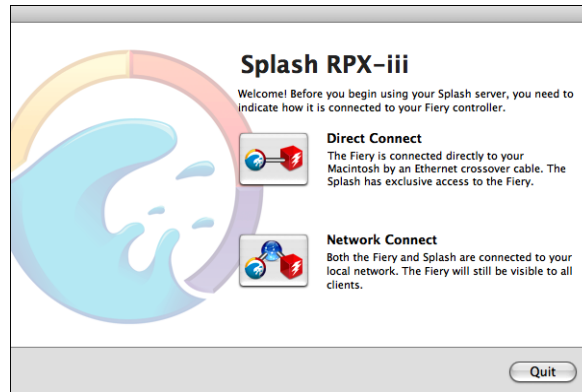 Splash RPX-iii
Welcome! Before you begin using your Splash server, you need to
indicate how it is connected to your Fiery controller.
Direct Connect
The Fiery is connected directly to your
Macintosh by an Ethernet crossover cable. The
Splash has exclusive access to the Fiery.
Network Connect
Both the Fiery and Splash are connected to your
local network. The Fiery will still be visible to all
clients.
Quit